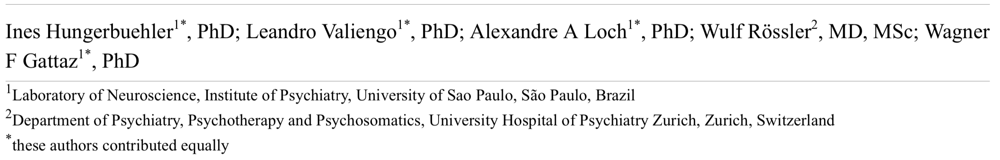 Ines Hungerbuehler1*, PhD; Leandro Valiengo1*, PhD; Alexandre A Loch1*, PhD; Wulf Rössler2, MD, MSc; Wagner
F Gattaz1*, PhD
1Laboratory of Neuroscience, Institute of Psychiatry, University of Sao Paulo, São Paulo, Brazil
2Department of Psychiatry, Psychotherapy and Psychosomatics, University Hospital of Psychiatry Zurich, Zurich, Switzerland
*these authors contributed equally